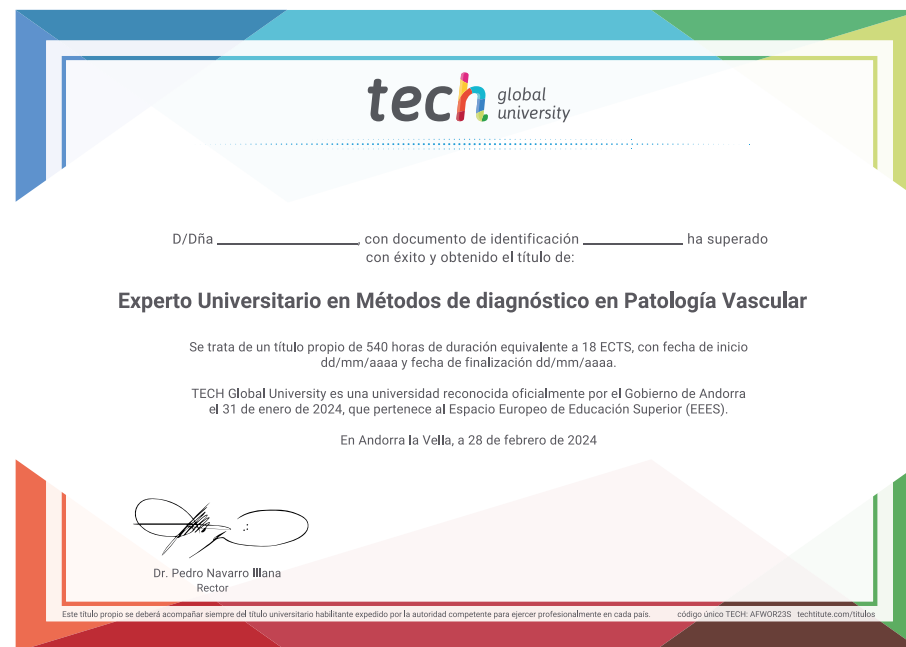 tech global university
D/Dña ____________________, con documento de identificación ______________ ha superado
con éxito y obtenido el título de:
Experto Universitario en Métodos de diagnóstico en Patología Vascular
Se trata de un título propio de 540 horas de duración equivalente a 18 ECTS, con fecha de inicio
dd/mm/aaaa y fecha de finalización dd/mm/aaaa.
TECH Global University es una universidad reconocida oficialmente por el Gobierno de Andorra
el 31 de enero de 2024, que pertenece al Espacio Europeo de Educación Superior (EEES).
En Andorra la Vella, a 28 de febrero de 2024
Dr. Pedro Navarro Illana
Rector
Este título propio se deberá acompañar siempre del título universitario habilitante expedido por la autoridad competente para ejercer profesionalmente en cada país. código único TECH: AFWOR23S techtitute.com/titulos